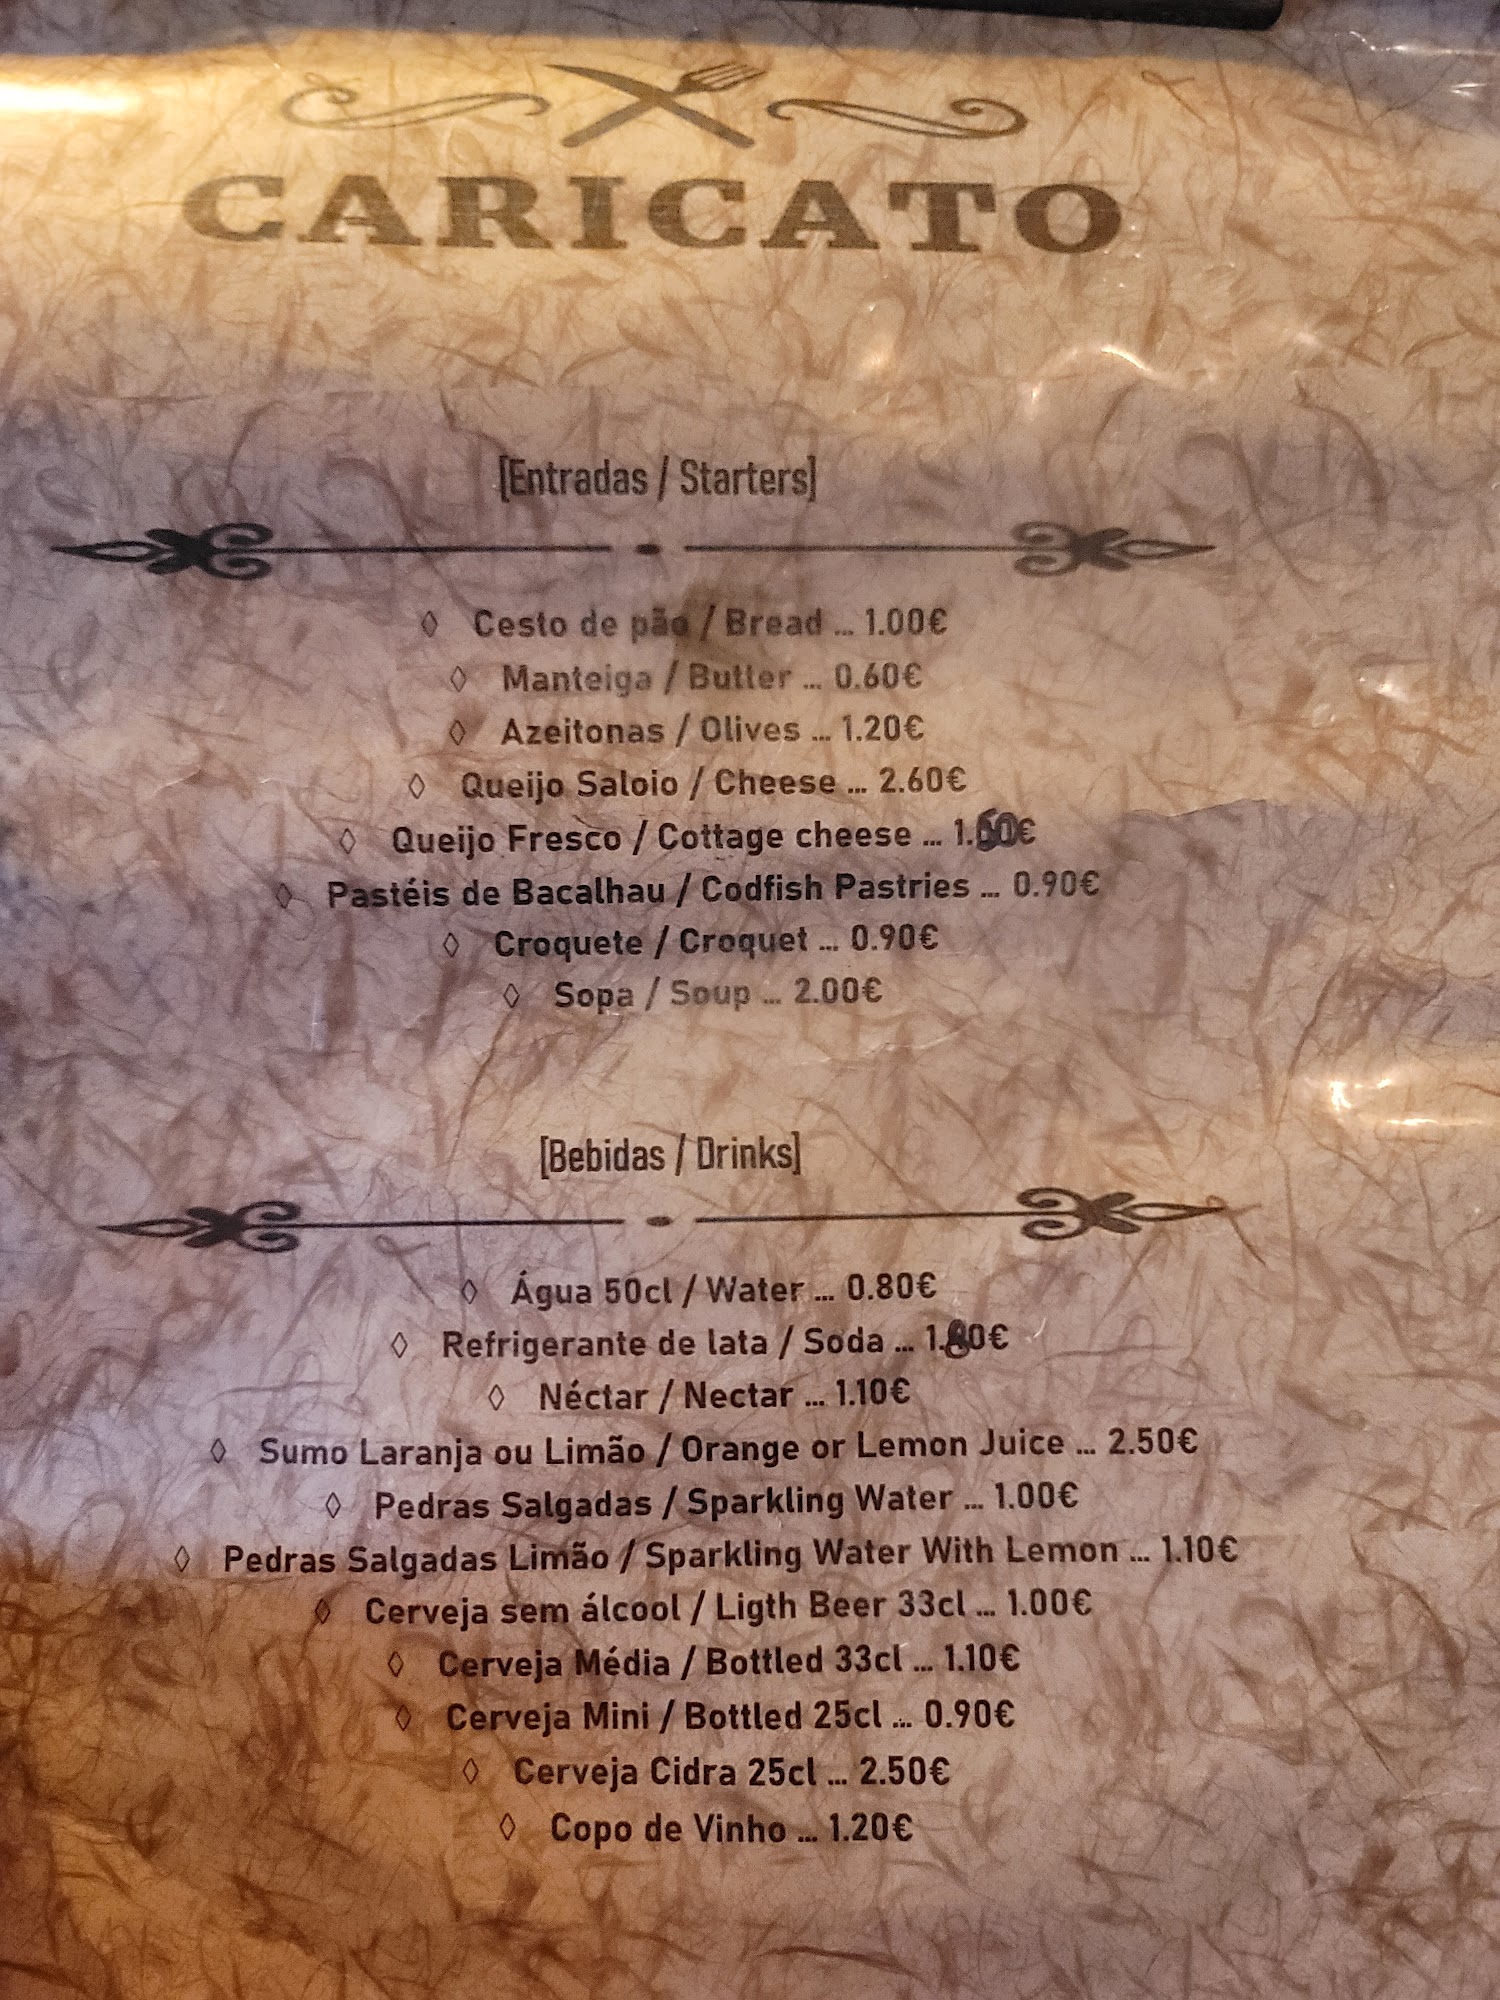 CARICATO
[Entradas / Starters]
◊ Cesto de pão / Bread ... 1.00€
◊ Manteiga / Butter ... 0.60€
◊ Azeitonas / Olives ... 1.20€
◊ Queijo Saloio / Cheese ... 2.60€
◊ Queijo Fresco / Cottage cheese ...
◊ Pastéis de Bacalhau / Codfish Pastries ... 0.90€
◊ Croquete / Croquet ... 0.90€
◊ Sopa / Soup ... 2.00€
[Bebidas / Drinks]
◊ Água 50cl / Water ... 0.80€
◊ Refrigerante de lata / Soda ...
◊ Néctar / Nectar ... 1.10€
◊ Sumo Laranja ou Limão / Orange or Lemon Juice ... 2.50€
◊ Pedras Salgadas / Sparkling Water ... 1.00€
◊ Pedras Salgadas Limão / Sparkling Water With Lemon ... 1.10€
◊ Cerveja sem álcool / Ligth Beer 33cl ... 1.00€
◊ Cerveja Média / Bottled 33cl ... 1.10€
◊ Cerveja Mini / Bottled 25cl ... 0.90€
◊ Cerveja Cidra 25cl ... 2.50€
◊ Copo de Vinho ... 1.20€